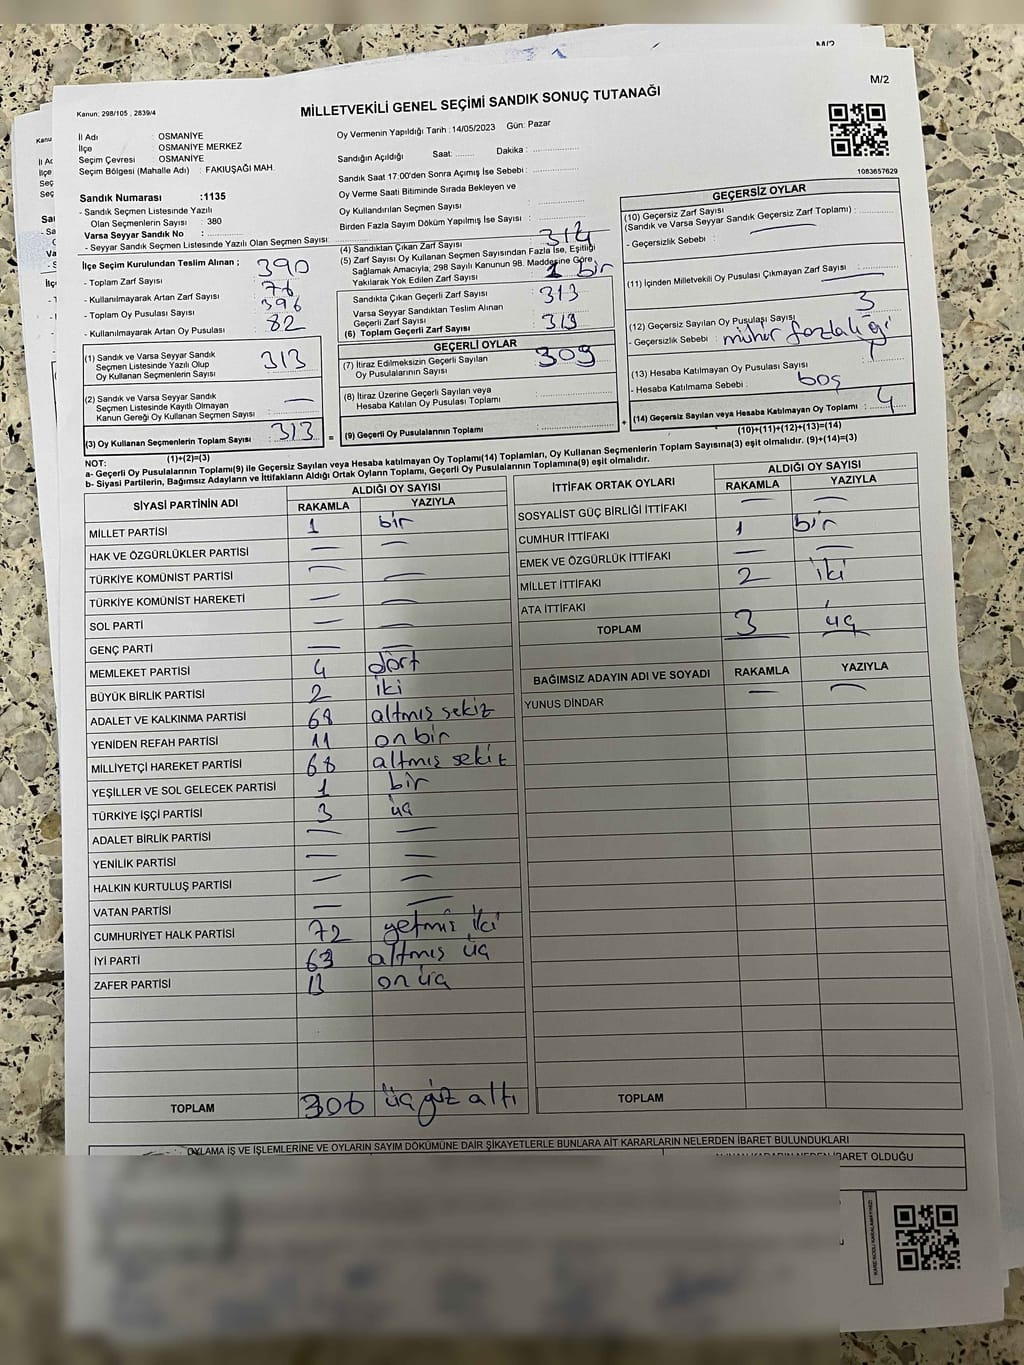 M/2
M/2
Kanun: 298/105 , 2839/4
MİLLETVEKİLİ GENEL SEÇİMİ SANDIK SONUÇ TUTANAĞI
İl Adı : OSMANİYE
İlçe : OSMANİYE MERKEZ
Seçim Çevresi : OSMANİYE
Seçim Bölgesi (Mahalle Adı) : FAKIUŞAĞI MAH.
Sandık Numarası :1135
- Sandık Seçmen Listesinde Yazılı
Olan Seçmenlerin Sayısı : 380
Varsa Seyyar Sandık No :
- Seyyar Sandık Seçmen Listesinde Yazılı Olan Seçmen Sayısı
Oy Vermenin Yapıldığı Tarih :14/05/2023 Gün: Pazar
Sandığın Açıldığı Saat: Dakika :
Sandık Saat 17:00'den Sonra Açımış İse Sebebi :
Oy Verme Saati Bitiminde Sırada Bekleyen ve
Oy Kullandırılan Seçmen Sayısı :
Birden Fazla Sayım Döküm Yapılmış İse Sayısı :
1083657629
İlçe Seçim Kurulundan Teslim Alınan ;
- Toplam Zarf Sayısı : 390
- Kullanılmayarak Artan Zarf Sayısı : 76
- Toplam Oy Pusulası Sayısı : 396
- Kullanılmayarak Artan Oy Pusulası : 82
(1) Sandık ve Varsa Seyyar Sandık
Seçmen Listesinde Yazılı Olup
Oy Kullanan Seçmenlerin Sayısı : 313
(2) Sandık ve Varsa Seyyar Sandık
Seçmen Listesinde Kayıtlı Olmayan
Kanun Gereği Oy Kullanan Seçmen Sayısı : —
(3) Oy Kullanan Seçmenlerin Toplam Sayısı : 313
(1)+(2)=(3)
(4) Sandıktan Çıkan Zarf Sayısı : 314
(5) Zarf Sayısı Oy Kullanan Seçmen Sayısından Fazla İse, Eşitliği
Sağlamak Amacıyla, 298 Sayılı Kanunun 98. Maddesine Göre
Yakılarak Yok Edilen Zarf Sayısı : 1 bir
Sandıkta Çıkan Geçerli Zarf Sayısı : 313
Varsa Seyyar Sandıktan Teslim Alınan
Geçerli Zarf Sayısı :
(6) Toplam Geçerli Zarf Sayısı : 313
GEÇERLİ OYLAR
(7) İtiraz Edilmeksizin Geçerli Sayılan
Oy Pusulalarının Sayısı : 309
(8) İtiraz Üzerine Geçerli Sayılan veya
Hesaba Katılan Oy Pusulası Toplamı :
= (9) Geçerli Oy Pusulalarının Toplamı : +
GEÇERSİZ OYLAR
(10) Geçersiz Zarf Sayısı
(Sandık ve Varsa Seyyar Sandık Geçersiz Zarf Toplamı) :
- Geçersizlik Sebebi : —
(11) İçinden Milletvekili Oy Pusulası Çıkmayan Zarf Sayısı : —
(12) Geçersiz Sayılan Oy Pusulaşı Sayısı : 3
- Geçersizlik Sebebi : mühür fazlalığı
(13) Hesaba Katılmayan Oy Pusulası Sayısı : 1
- Hesaba Katılmama Sebebi : boş
(14) Geçersiz Sayılan veya Hesaba Katılmayan Oy Toplamı : 4
(10)+(11)+(12)+(13)=(14)
NOT:
a- Geçerli Oy Pusulalarının Toplamı(9) ile Geçersiz Sayılan veya Hesaba katılmayan Oy Toplamı(14) Toplamları, Oy Kullanan Seçmenlerin Toplam Sayısına(3) eşit olmalıdır. (9)+(14)=(3)
b- Siyasi Partilerin, Bağımsız Adayların ve İttifakların Aldığı Ortak Oyların Toplamı, Geçerli Oy Pusulalarının Toplamına(9) eşit olmalıdır.
SİYASİ PARTİNİN ADI ALDIĞI OY SAYISI
RAKAMLA YAZIYLA
MİLLET PARTİSİ 1 bir
HAK VE ÖZGÜRLÜKLER PARTİSİ — —
TÜRKİYE KOMÜNİST PARTİSİ — —
TÜRKİYE KOMÜNİST HAREKETİ — —
SOL PARTİ — —
GENÇ PARTİ — —
MEMLEKET PARTİSİ 4 dört
BÜYÜK BİRLİK PARTİSİ 2 iki
ADALET VE KALKINMA PARTİSİ 68 altmış sekiz
YENİDEN REFAH PARTİSİ 11 on bir
MİLLİYETÇİ HAREKET PARTİSİ 68 altmış sekiz
YEŞİLLER VE SOL GELECEK PARTİSİ 1 bir
TÜRKİYE İŞÇİ PARTİSİ 3 üç
ADALET BİRLİK PARTİSİ — —
YENİLİK PARTİSİ — —
HALKIN KURTULUŞ PARTİSİ — —
VATAN PARTİSİ — —
CUMHURİYET HALK PARTİSİ 72 yetmiş iki
İYİ PARTİ 63 altmış üç
ZAFER PARTİSİ 13 on üç
TOPLAM 306 üç yüz altı
İTTİFAK ORTAK OYLARI ALDIĞI OY SAYISI
RAKAMLA YAZIYLA
SOSYALİST GÜÇ BİRLİĞİ İTTİFAKI — —
CUMHUR İTTİFAKI 1 bir
EMEK VE ÖZGÜRLÜK İTTİFAKI — —
MİLLET İTTİFAKI 2 iki
ATA İTTİFAKI
TOPLAM 3 üç
BAĞIMSIZ ADAYIN ADI VE SOYADI RAKAMLA YAZIYLA
YUNUS DİNDAR — —
TOPLAM
OYLAMA İŞ VE İŞLEMLERİNE VE OYLARIN SAYIM DÖKÜMÜNE DAİR ŞİKAYETLERLE BUNLARA AİT KARARLARIN NELERDEN İBARET BULUNDUKLARI
İBARET OLDUĞU